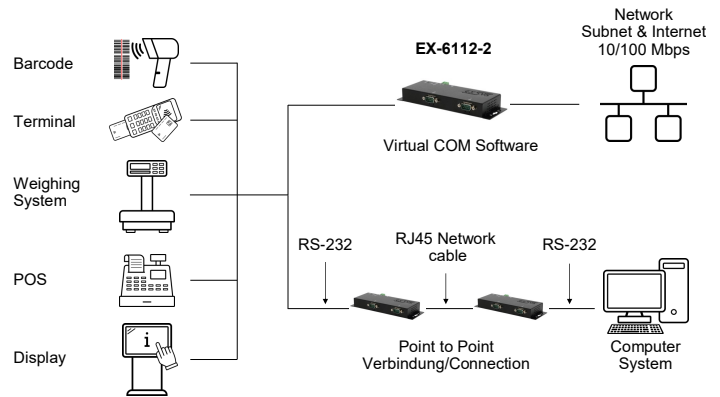 Network
Subnet & Internet
10/100 Mbps
EX-6112-2
Barcode
Terminal
Virtual COM Software
Weighing
System
RS-232
RJ45 Network
cable
RS-232
POS
Point to Point
Verbindung/Connection
Computer
System
Display
i